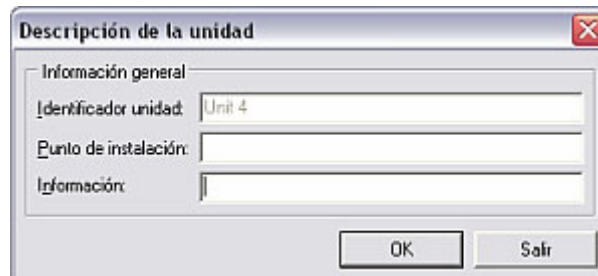 Descripción de la unidad
Información general
Identificador unidad: Unit 4
Punto de instalación:
Información:
OK Salir